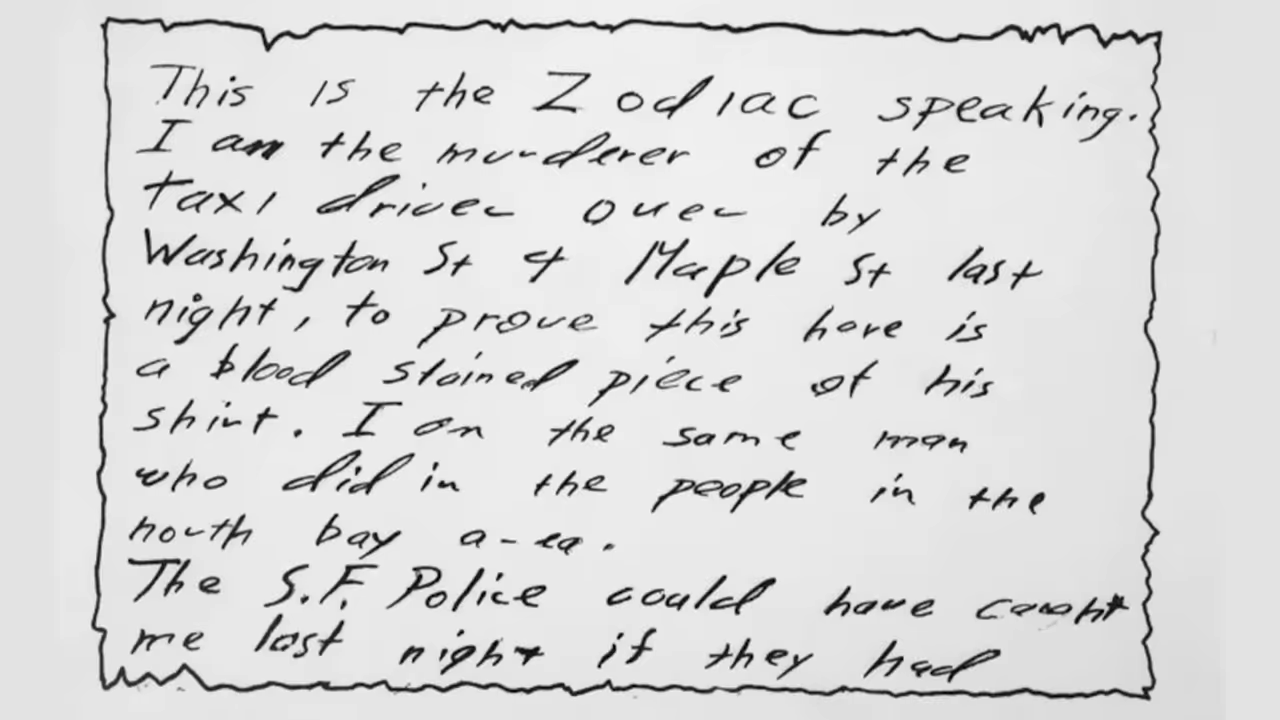 This is the Zodiac speaking.
I am the murderer of the
taxi driver over by
Washington St & Maple St last
night, to prove this here is
a blood stained piece of his
shirt. I am the same man
who did in the people in the
north bay area.
The S.F. Police could have caught
me last night if they had